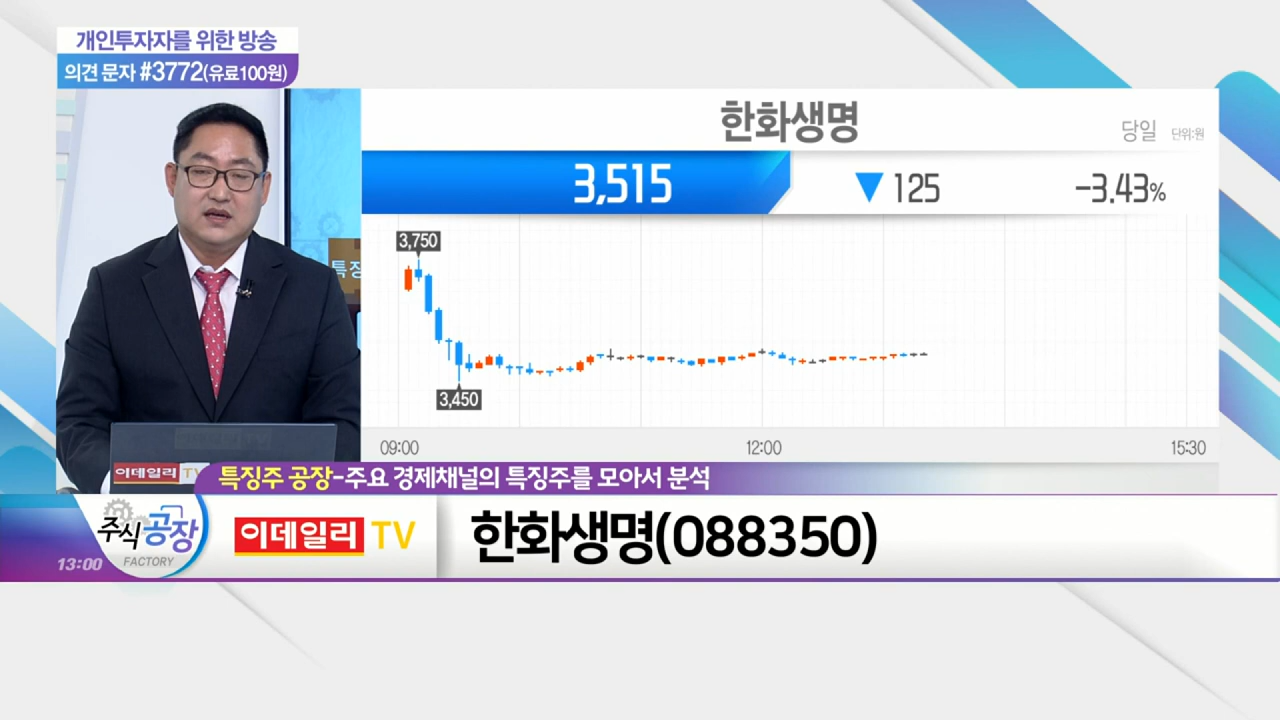 개인투자자를 위한 방송
의견 문자 #3772(유료100원)
한화생명
당일 단위:원
3,515 ▼125 -3.43%
3,750
3,450
09:00 12:00 15:30
특징
이데일리 TV
특징주 공장-주요 경제채널의 특징주를 모아서 분석
주식공장
FACTORY
13:00
이데일리 TV
한화생명(088350)